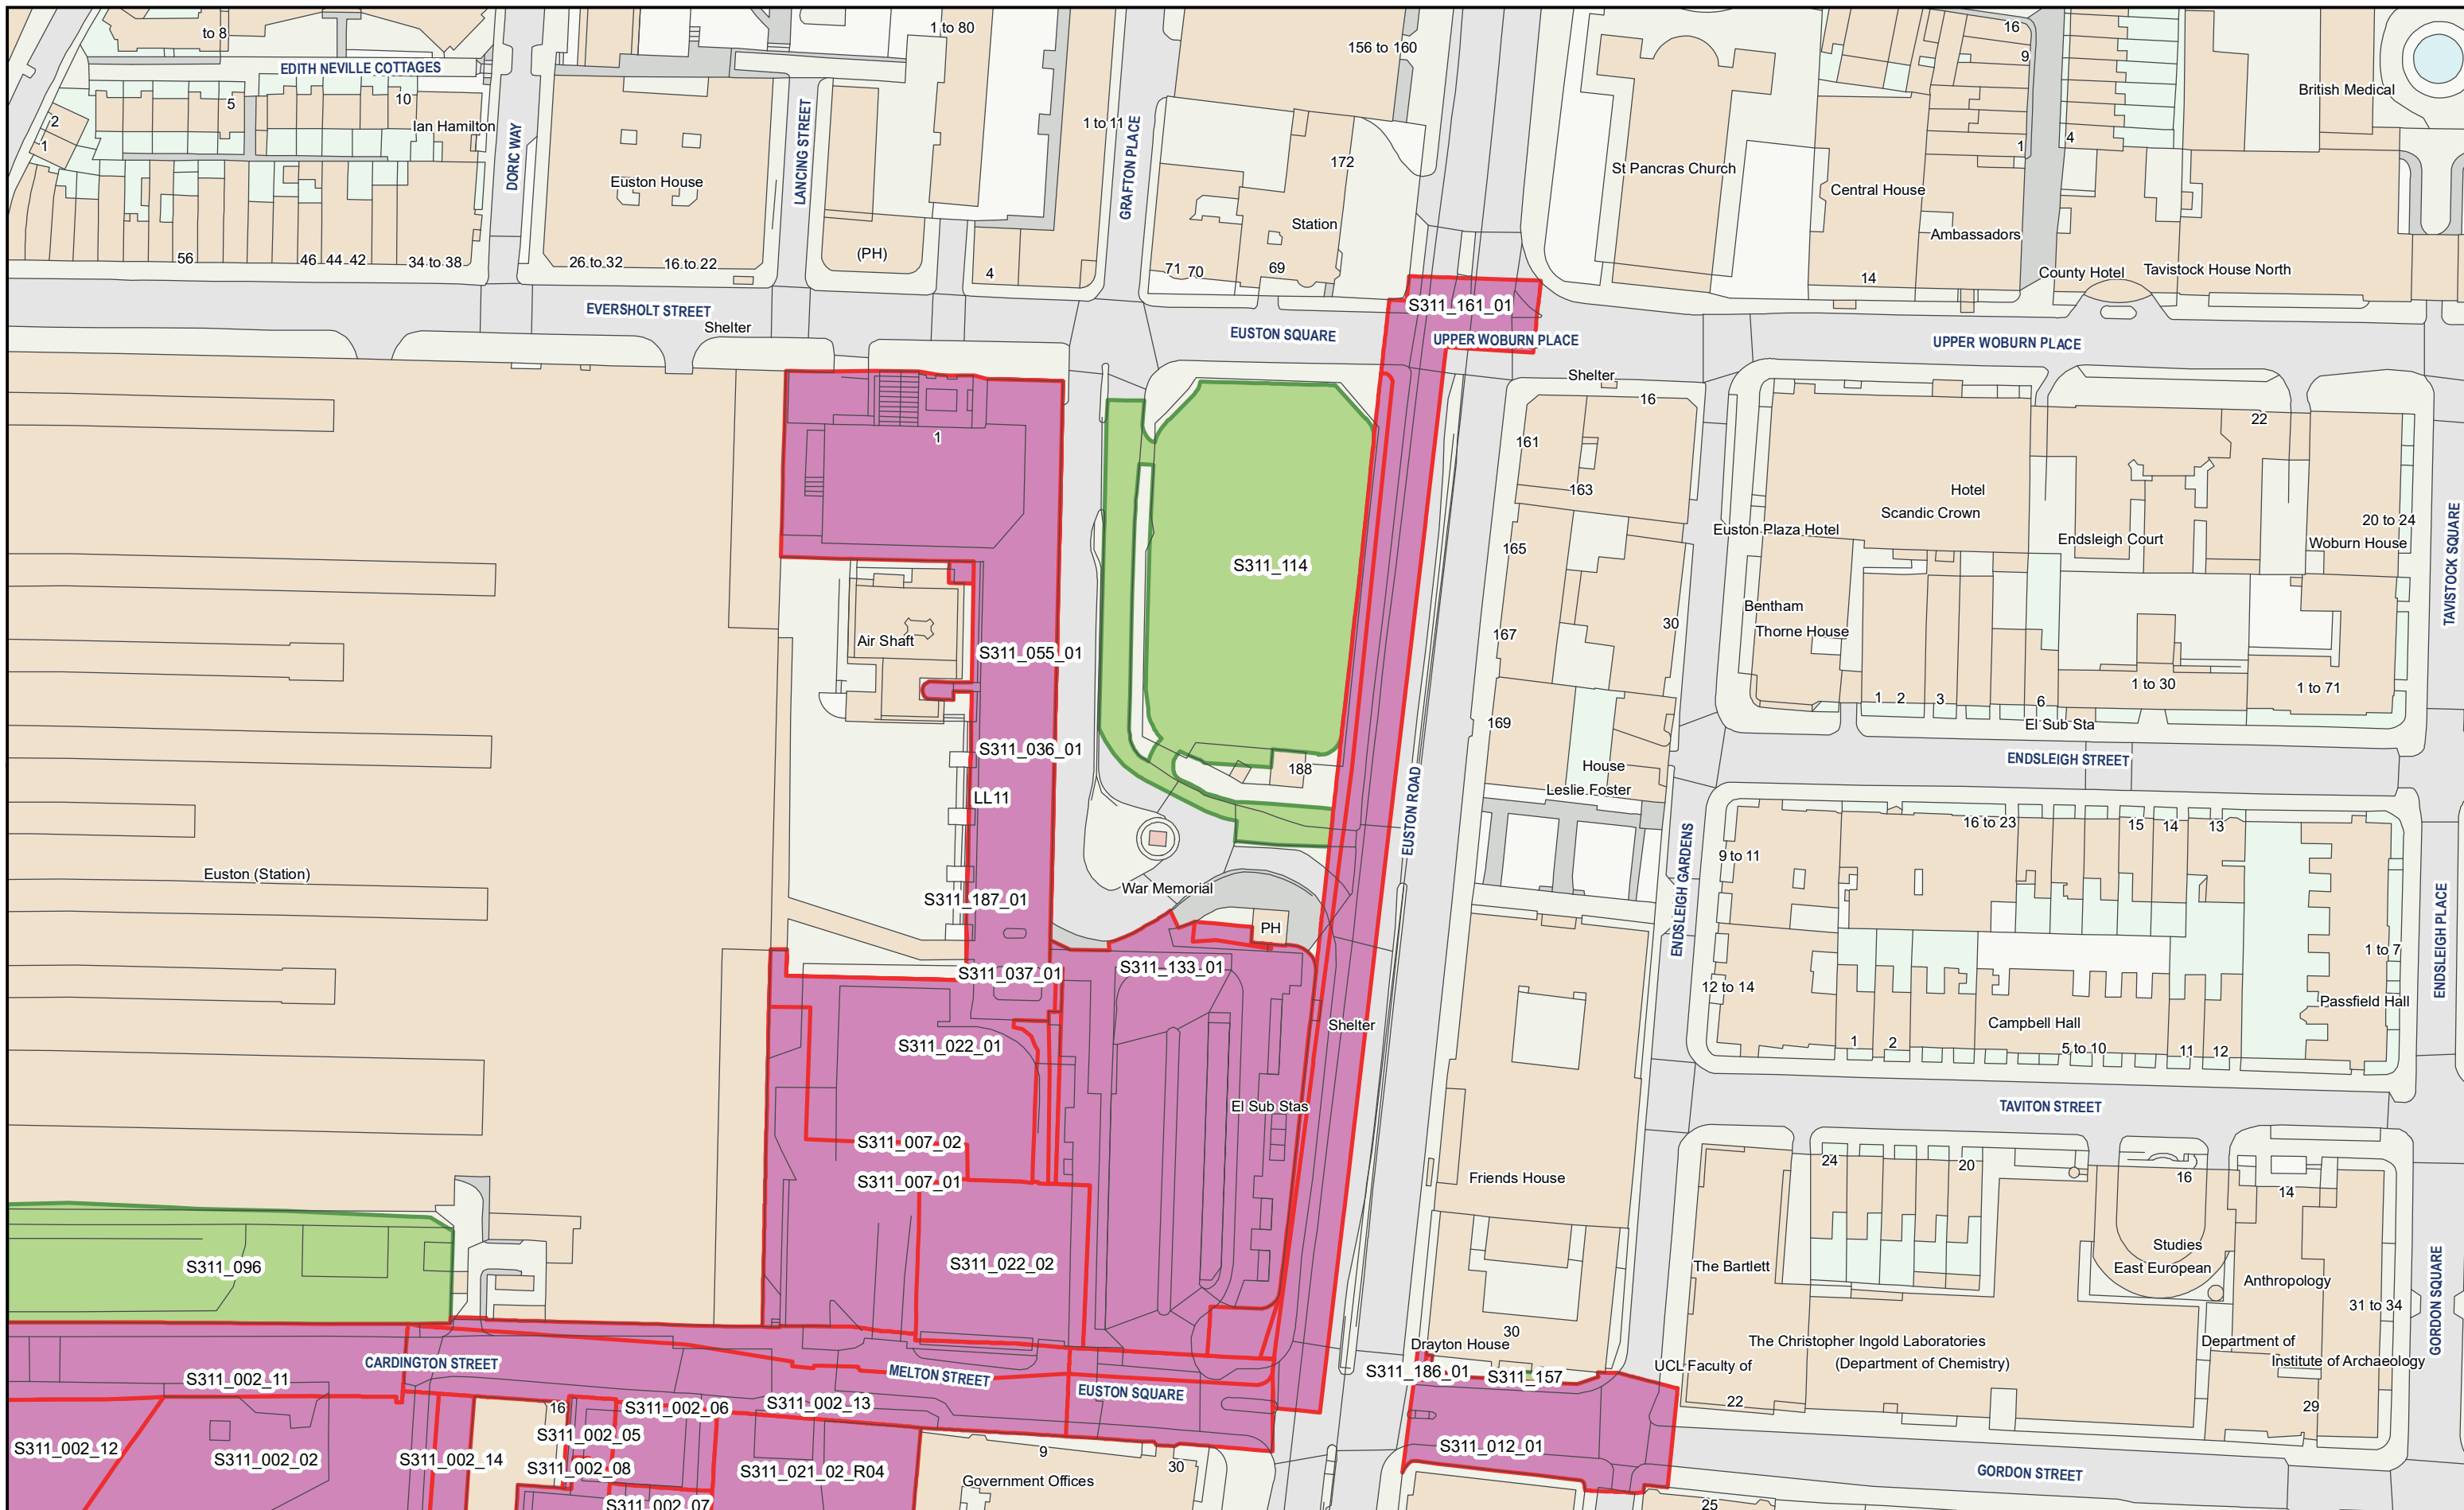 to 8
1 to 80
156 to 160
16
9
EDITH NEVILLE COTTAGES
British Medical
5
10
2
1
Ian Hamilton
DORIC WAY
LANCING STREET
1 to 11
GRAFTON PLACE
172
1
4
Euston House
St Pancras Church
Central House
Station
Ambassadors
56
46
44
42
34 to 38
26 to 32
16 to 22
(PH)
4
71
70
69
14
County Hotel
Tavistock House North
EVERSHOLT STREET
Shelter
EUSTON SQUARE
S311_161_01
UPPER WOBURN PLACE
UPPER WOBURN PLACE
Shelter
16
1
161
163
22
Hotel
Scandic Crown
Euston Plaza Hotel
Endsleigh Court
20 to 24
Woburn House
TAVISTOCK SQUARE
S311_114
165
Bentham
Thorne House
Air Shaft
S311_055_01
167
30
1
2
3
6
1 to 30
1 to 71
El Sub Sta
169
S311_036_01
188
House
Leslie Foster
ENDSLEIGH STREET
LL11
EUSTON ROAD
16 to 23
15
14
13
9 to 11
ENDSLEIGH GARDENS
Euston (Station)
War Memorial
S311_187_01
PH
ENDSLEIGH PLACE
1 to 7
S311_037_01
S311_133_01
12 to 14
Passfield Hall
Shelter
Campbell Hall
S311_022_01
1
2
5 to 10
11
12
El Sub Stas
TAVITON STREET
S311_007_02
S311_007_01
Friends House
24
20
16
14
S311_096
S311_022_02
The Bartlett
Studies
East European
Anthropology
31 to 34
GORDON SQUARE
30
Drayton House
The Christopher Ingold Laboratories
(Department of Chemistry)
Department of
Institute of Archaeology
CARDINGTON STREET
MELTON STREET
EUSTON SQUARE
S311_186_01
S311_157
UCL Faculty of
S311_002_11
22
29
16
S311_002_06
S311_002_13
S311_002_05
S311_002_12
S311_002_02
S311_002_14
S311_002_08
S311_021_02_R04
9
30
Government Offices
S311_012_01
GORDON STREET
S311_002_07
25